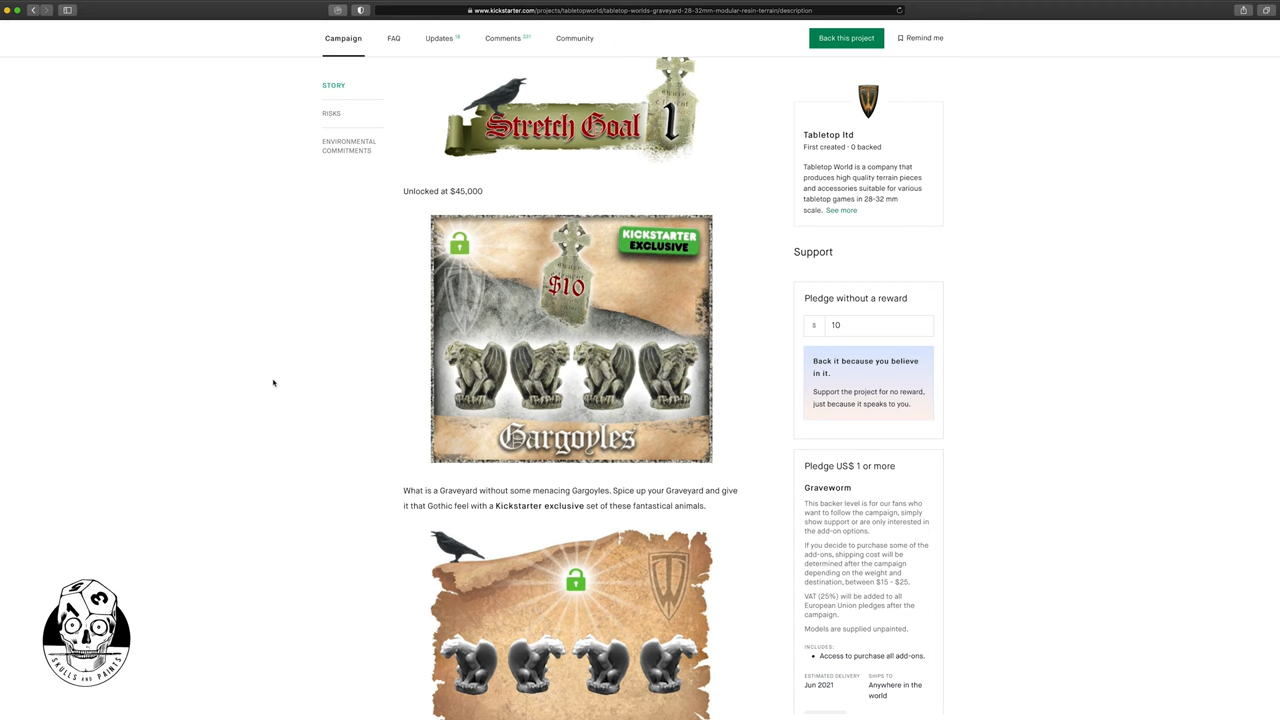 www.kickstarter.com/projects/tabletopworld/tabletop-worlds-graveyard-28-32mm-modular-resin-terrain/description
Campaign
FAQ
Updates 18
Comments 531
Community
Back this project
Remind me
STORY
RISKS
ENVIRONMENTAL
COMMITMENTS
Stretch Goal 1
Unlocked at $45,000
KICKSTARTER
EXCLUSIVE
$10
Gargoyles
What is a Graveyard without some menacing Gargoyles. Spice up your Graveyard and give
it that Gothic feel with a Kickstarter exclusive set of these fantastical animals.
Tabletop ltd
First created · 0 backed
Tabletop World is a company that
produces high quality terrain pieces
and accessories suitable for various
tabletop games in 28-32 mm
scale. See more
Support
Pledge without a reward
$ 10
Back it because you believe
in it.
Support the project for no reward,
just because it speaks to you.
Pledge US$ 1 or more
Graveworm
This backer level is for our fans who
want to follow the campaign, simply
show support or are only interested in
the add-on options.
If you decide to purchase some of the
add-ons, shipping cost will be
determined after the campaign
depending on the weight and
destination, between $15 - $25.
VAT (25%) will be added to all
European Union pledges after the
campaign.
Models are supplied unpainted.
INCLUDES:
• Access to purchase all add-ons.
ESTIMATED DELIVERY
Jun 2021
SHIPS TO
Anywhere in the
world
SKULLS AND PAINTS